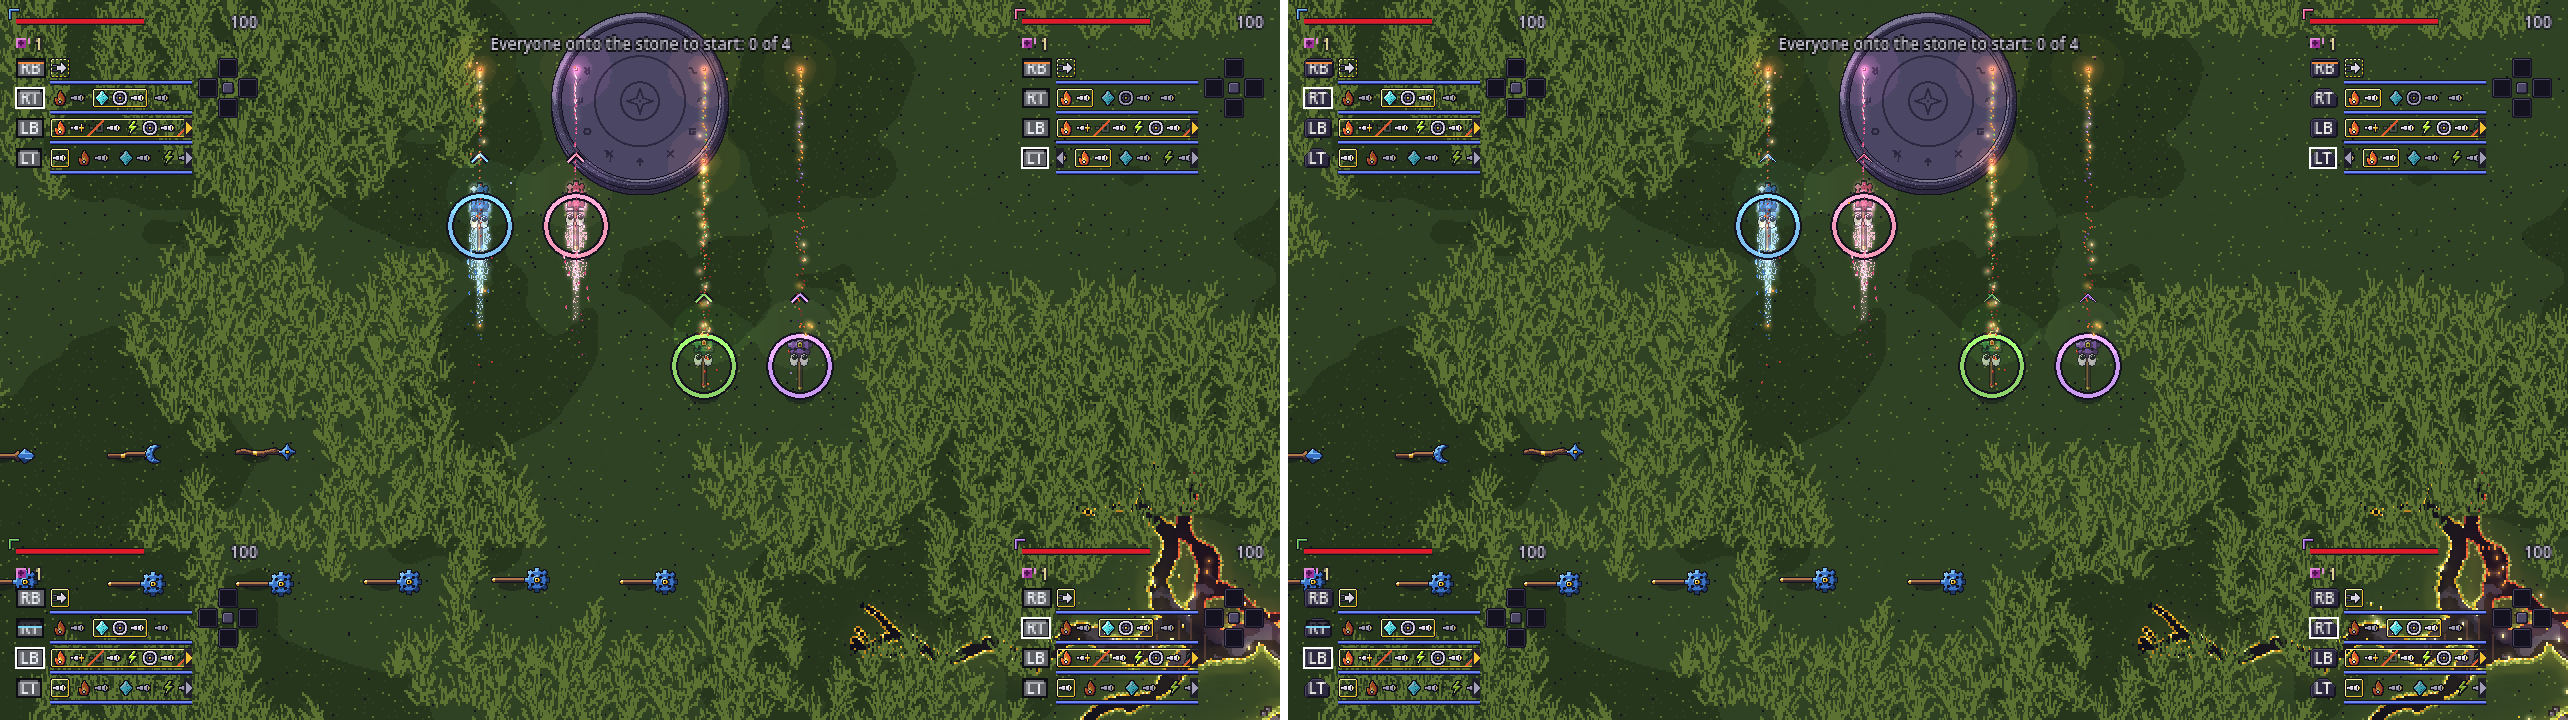 100
100
100
100
1
Everyone onto the stone to start: 0 of 4
1
1
Everyone onto the stone to start: 0 of 4
1
RB
RB
RB
RB
RT
RT
RT
RT
LB
LB
LB
LB
LT
LT
LT
LT
100
100
100
100
1
1
1
1
RB
RB
RB
RB
RT
RT
RT
RT
LB
LB
LB
LB
LT
LT
LT
LT